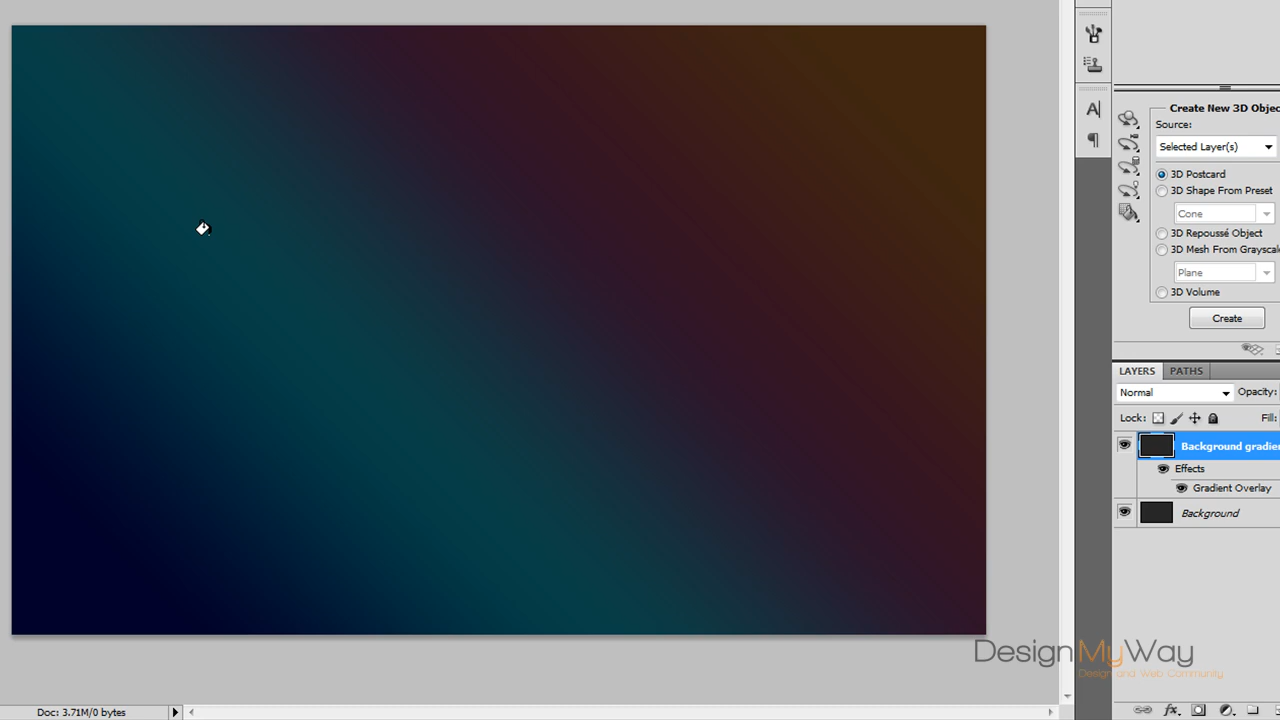 Create New 3D Objec
Source:
Selected Layer(s)
3D Postcard
3D Shape From Preset
Cone
3D Repoussé Object
3D Mesh From Grayscale
Plane
3D Volume
Create
LAYERS PATHS
Normal Opacity:
Lock: Fill:
Background gradien
Effects
Gradient Overlay
Background
DesignMyWay
Design and Web Community
Doc: 3.71M/0 bytes